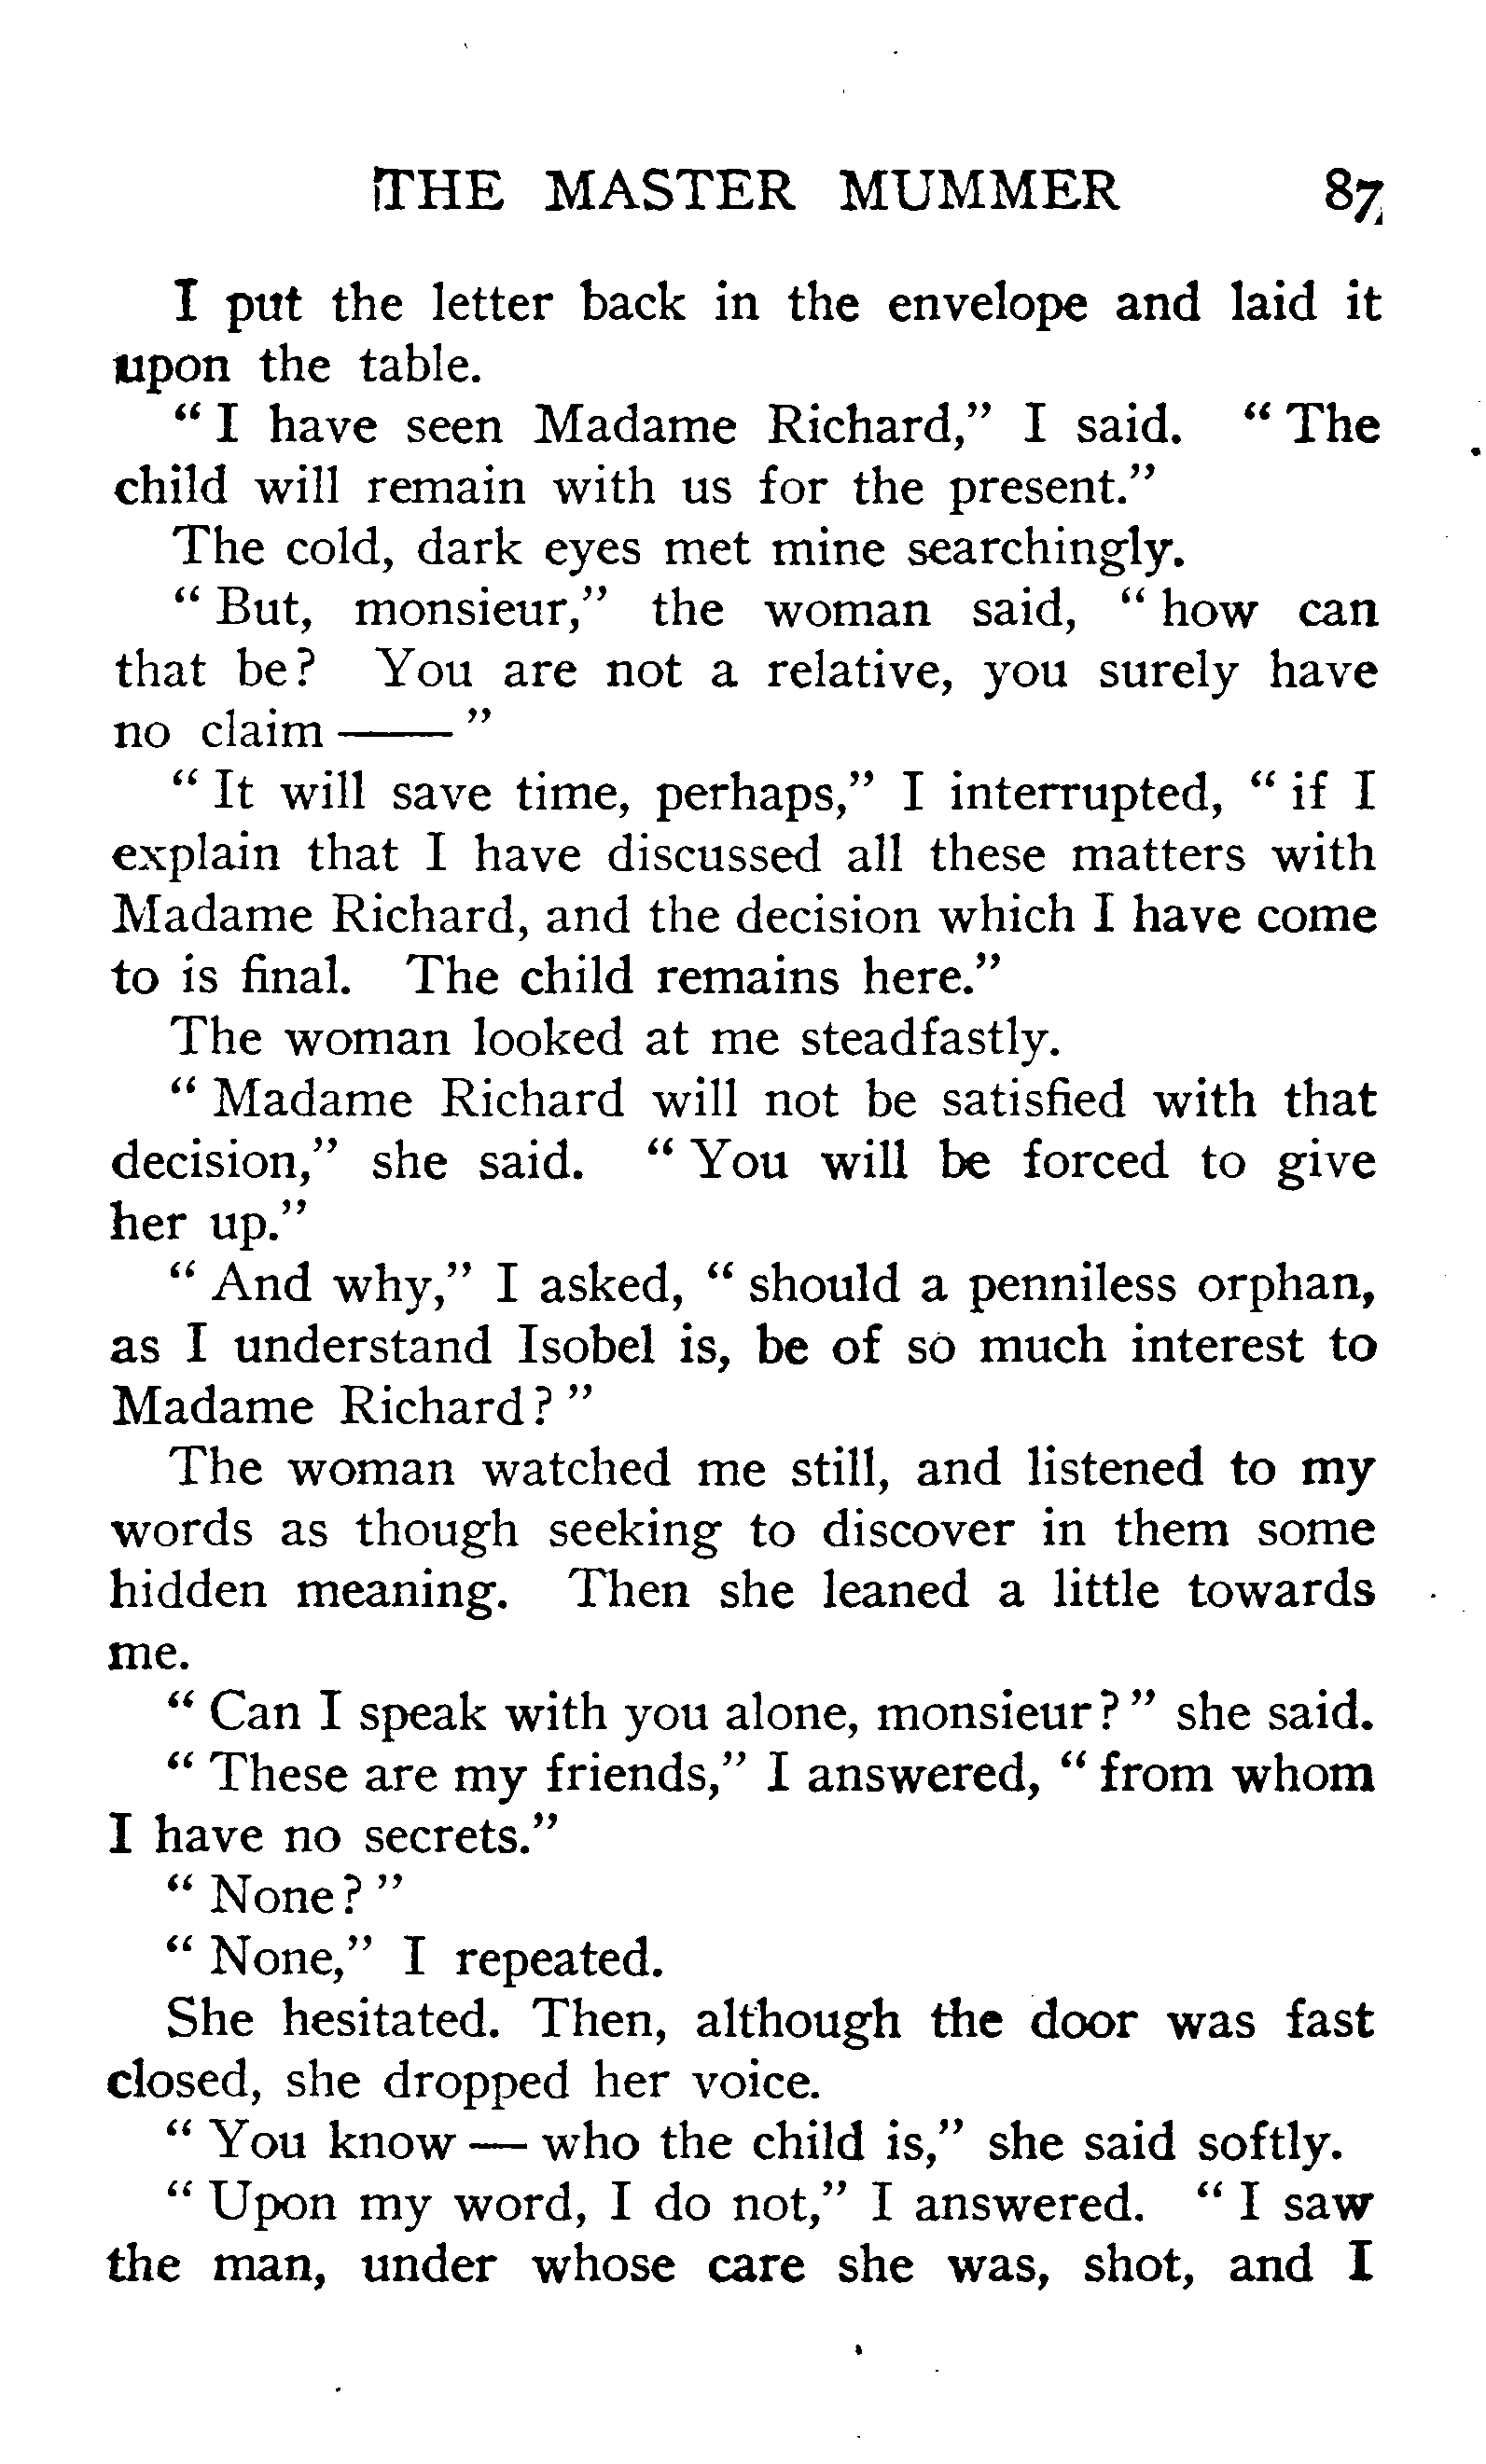 THE MASTER MUMMER 87
I put the letter back in the envelope and laid it
upon the table.
“ I have seen Madame Richard,” I said. “ The
child will remain with us for the present.”
The cold, dark eyes met mine searchingly.
“ But, monsieur,” the woman said, “ how can
that be? You are not a relative, you surely have
no claim —— ”
“ It will save time, perhaps,” I interrupted, “ if I
explain that I have discussed all these matters with
Madame Richard, and the decision which I have come
to is final. The child remains here.”
The woman looked at me steadfastly.
“ Madame Richard will not be satisfied with that
decision,” she said. “ You will be forced to give
her up.”
“ And why,” I asked, “ should a penniless orphan,
as I understand Isobel is, be of so much interest to
Madame Richard? ”
The woman watched me still, and listened to my
words as though seeking to discover in them some
hidden meaning. Then she leaned a little towards
me.
“ Can I speak with you alone, monsieur? ” she said.
“ These are my friends,” I answered, “ from whom
I have no secrets.”
“ None? ”
“ None,” I repeated.
She hesitated. Then, although the door was fast
closed, she dropped her voice.
“ You know — who the child is,” she said softly.
“ Upon my word, I do not,” I answered. “ I saw
the man, under whose care she was, shot, and I